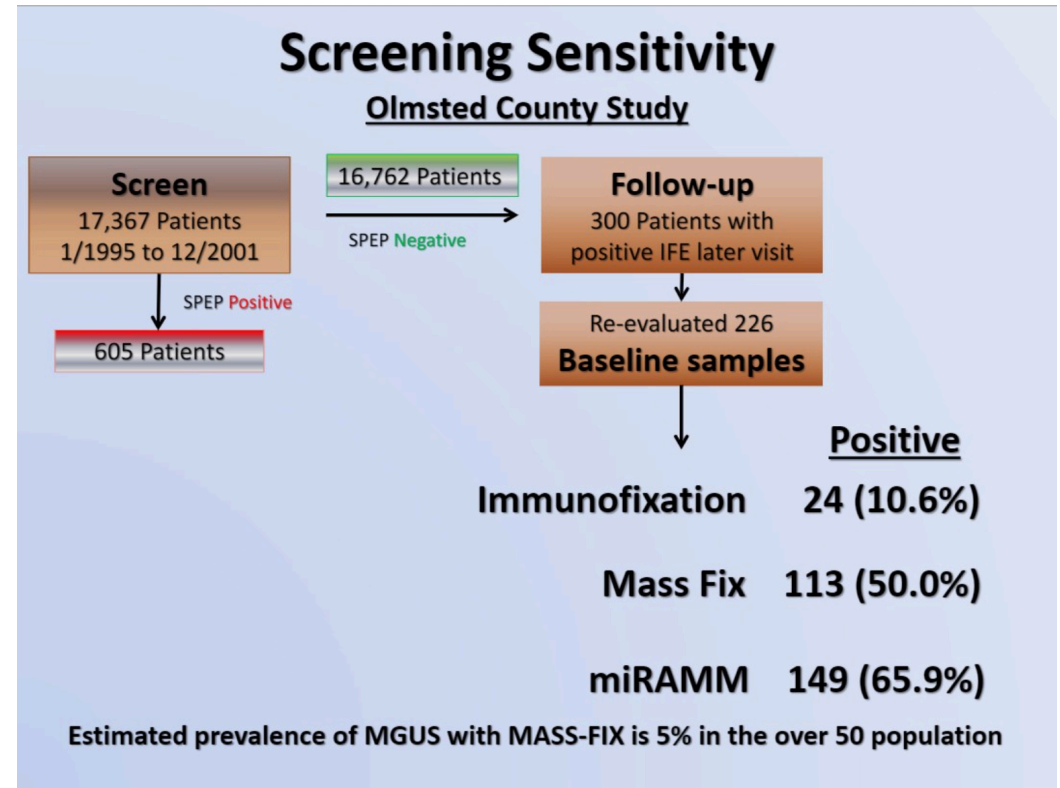 Screening Sensitivity
Olmsted County Study
Screen
17,367 Patients
1/1995 to 12/2001
16,762 Patients
SPEP Negative
Follow-up
300 Patients with
positive IFE later visit
SPEP Positive
605 Patients
Re-evaluated 226
Baseline samples
Positive
Immunofixation 24 (10.6%)
Mass Fix 113 (50.0%)
miRAMM 149 (65.9%)
Estimated prevalence of MGUS with MASS-FIX is 5% in the over 50 population